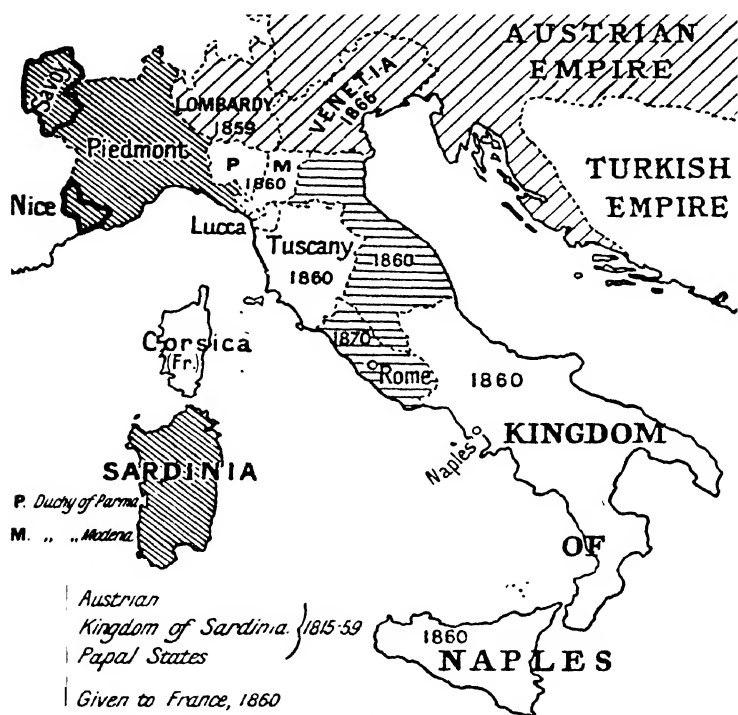 AUSTRIAN
EMPIRE
Savoy
LOMBARDY
1859
VENETIA
1866
Piedmont
P
M
1860
TURKISH
EMPIRE
Nice
Lucca
Tuscany
1860
1860
1870
Corsica
(Fr.)
Rome
1860
KINGDOM
Naples
SARDINIA
P. Duchy of Parma
M. „ „ Modena
OF
Austrian
Kingdom of Sardinia. } 1815-59
Papal States
1860
NAPLES
Given to France, 1860